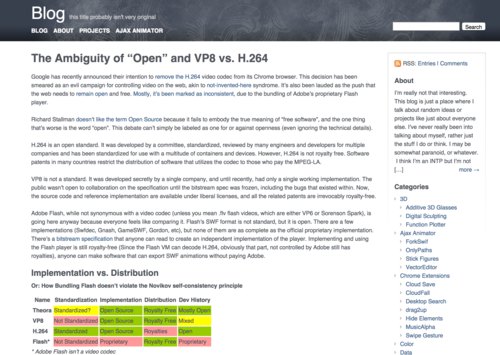 Blog this title probably isn't very original
BLOG ABOUT PROJECTS AJAX ANIMATOR
Search
The Ambiguity of “Open” and VP8 vs. H.264
Google has recently announced their intention to remove the H.264 video codec from its Chrome browser. This decision has been
smeared as an evil campaign for controlling video on the web, akin to not-invented-here syndrome. It's also been lauded as the push that
the web needs to remain open and free. Mostly, it's been marked as inconsistent, due to the bundling of Adobe's proprietary Flash
player.
Richard Stallman doesn't like the term Open Source because it fails to embody the true meaning of “free software”, and the one thing
that's worse is the word “open”. This debate can't simply be labeled as one for or against openness (even ignoring the technical details).
H.264 is an open standard. It was developed by a committee, standardized, reviewed by many engineers and developers for multiple
companies and has been standardized for use with a multitude of containers and devices. However, H.264 is not royalty free. Software
patents in many countries restrict the distribution of software that utilizes the codec to those who pay the MPEG-LA.
VP8 is not a standard. It was developed secretly by a single company, and until recently, had only a single working implementation. The
public wasn't open to collaboration on the specification until the bitstream spec was frozen, including the bugs that existed within. Now,
the source code and reference implementation are available under liberal licenses, and all the related patents are irrevocably royalty-free.
Adobe Flash, while not synonymous with a video codec (unless you mean .flv flash videos, which are either VP6 or Sorenson Spark), is
going here anyway because everyone feels like comparing it. Flash's SWF format is not standard, but it is open. There are a few
implementations (Swfdec, Gnash, GameSWF, Gordon, etc), but none of them are as complete as the official proprietary implementation.
There's a bitstream specification that anyone can read to create an independent implementation of the player. Implementing and using
the Flash player is still royalty-free (Since the Flash VM can decode H.264, obviously that part, not controlled by Adobe still has
royalties), anyone can make software that can export SWF animations without paying Adobe.
Implementation vs. Distribution
Or: How Bundling Flash doesn't violate the Novikov self-consistency principle
Name Standardization Implementation Distribution Dev History
Theora Standardized? Open Source Royalty Free Mostly Open
VP8 Not Standardized Open Source Royalty Free Mixed
H.264 Standardized Open Source Royalties Open
Flash* Not Standardized Proprietary Royalty Free Proprietary
* Adobe Flash isn't a video codec
RSS: Entries | Comments
About
I'm really not that interesting.
This blog is just a place where I
talk about random ideas or
projects like just about everyone
else, I've never really been into
talking about myself, rather just
the stuff I do or think. I may be
somewhat paranoid, or whatever.
I think I'm an INTP but I'm not
[...] more →
Categories
3D
Additive 3D Glasses
Digital Sculpting
Function Plotter
Ajax Animator
ForkSelf
OnlyPaths
Stick Figures
VectorEditor
Chrome Extensions
Cloud Save
CloudFall
Desktop Search
drag2up
Hide Elements
MusicAlpha
Swipe Gesture
Color
Data